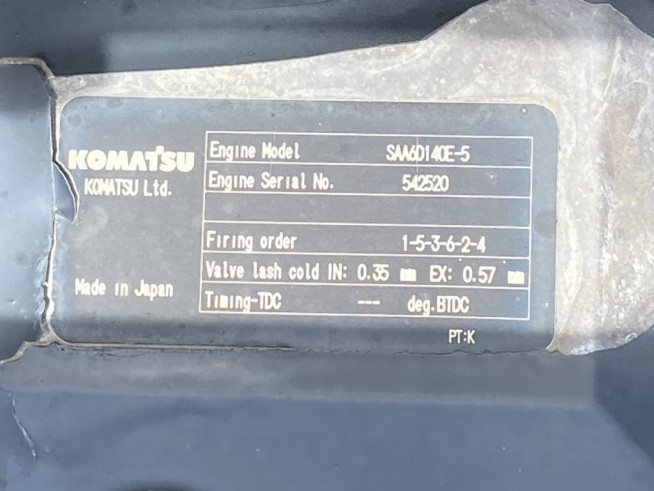 KOMATSU
KOMATSU Ltd.
Made in Japan
Engine Model SAA6D140E-5
Engine Serial No. 542520
Firing order 1-5-3-6-2-4
Valve lash cold IN: 0.35 mm EX: 0.57 mm
Timing-TDC --- deg.BTDC
PT:K